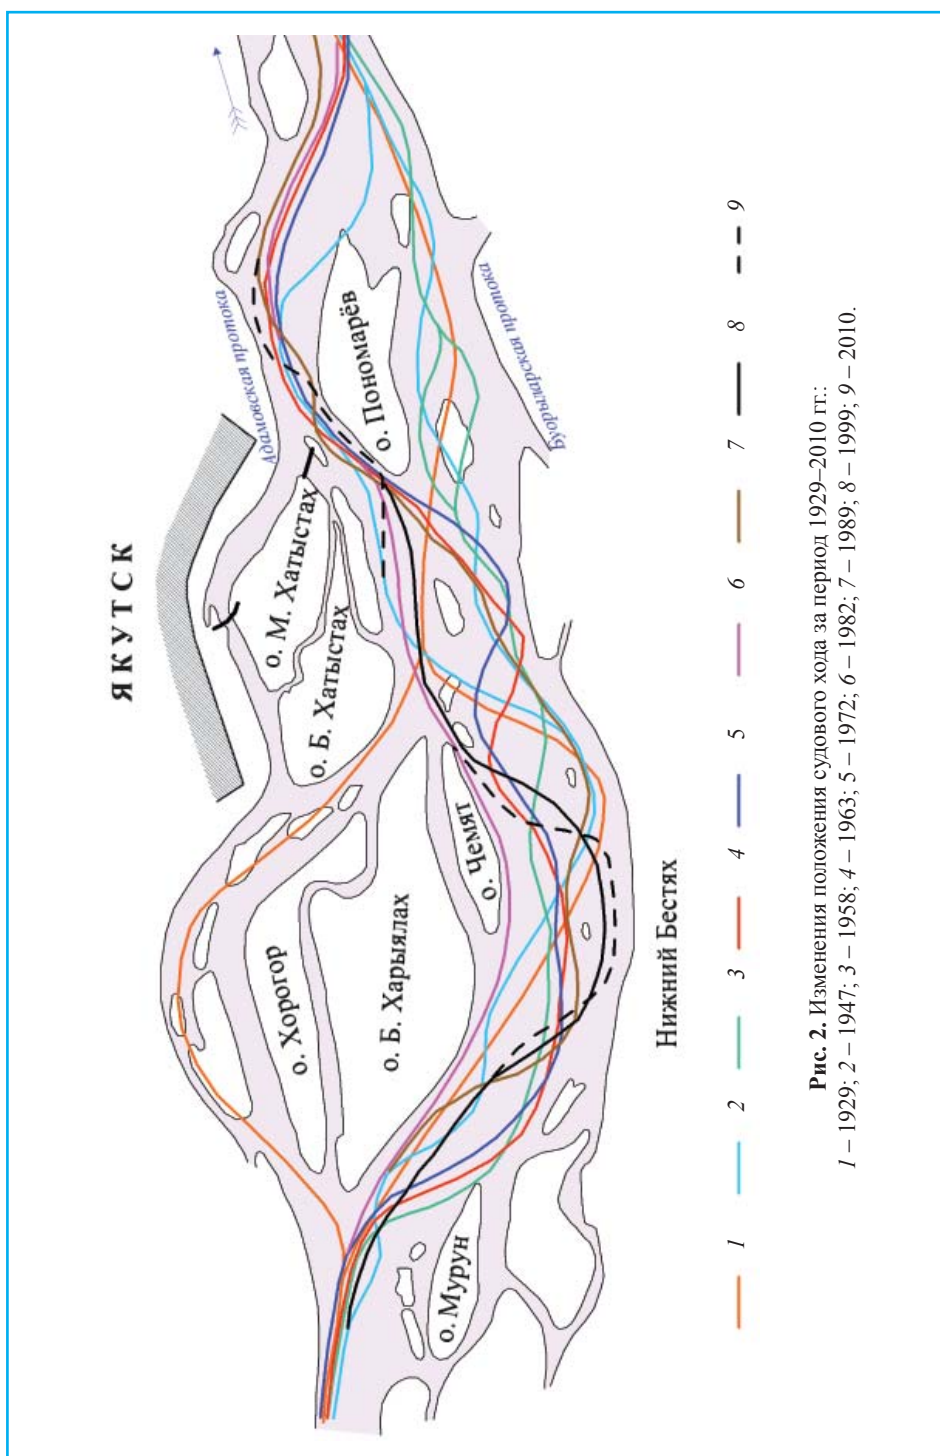 ЯКУТСК
Адамовская протока
Буорыларская протока
о. Пономарёв
о. М. Хатыстах
о. Б. Хатыстах
о. Чемят
о. Хорогор
о. Б. Харыялах
о. Мурун
Нижний Бестях
1 2 3 4 5 6 7 8 9
Рис. 2. Изменения положения судового хода за период 1929–2010 гг.:
1 – 1929; 2 – 1947; 3 – 1958; 4 – 1963; 5 – 1972; 6 – 1982; 7 – 1989; 8 – 1999; 9 – 2010.